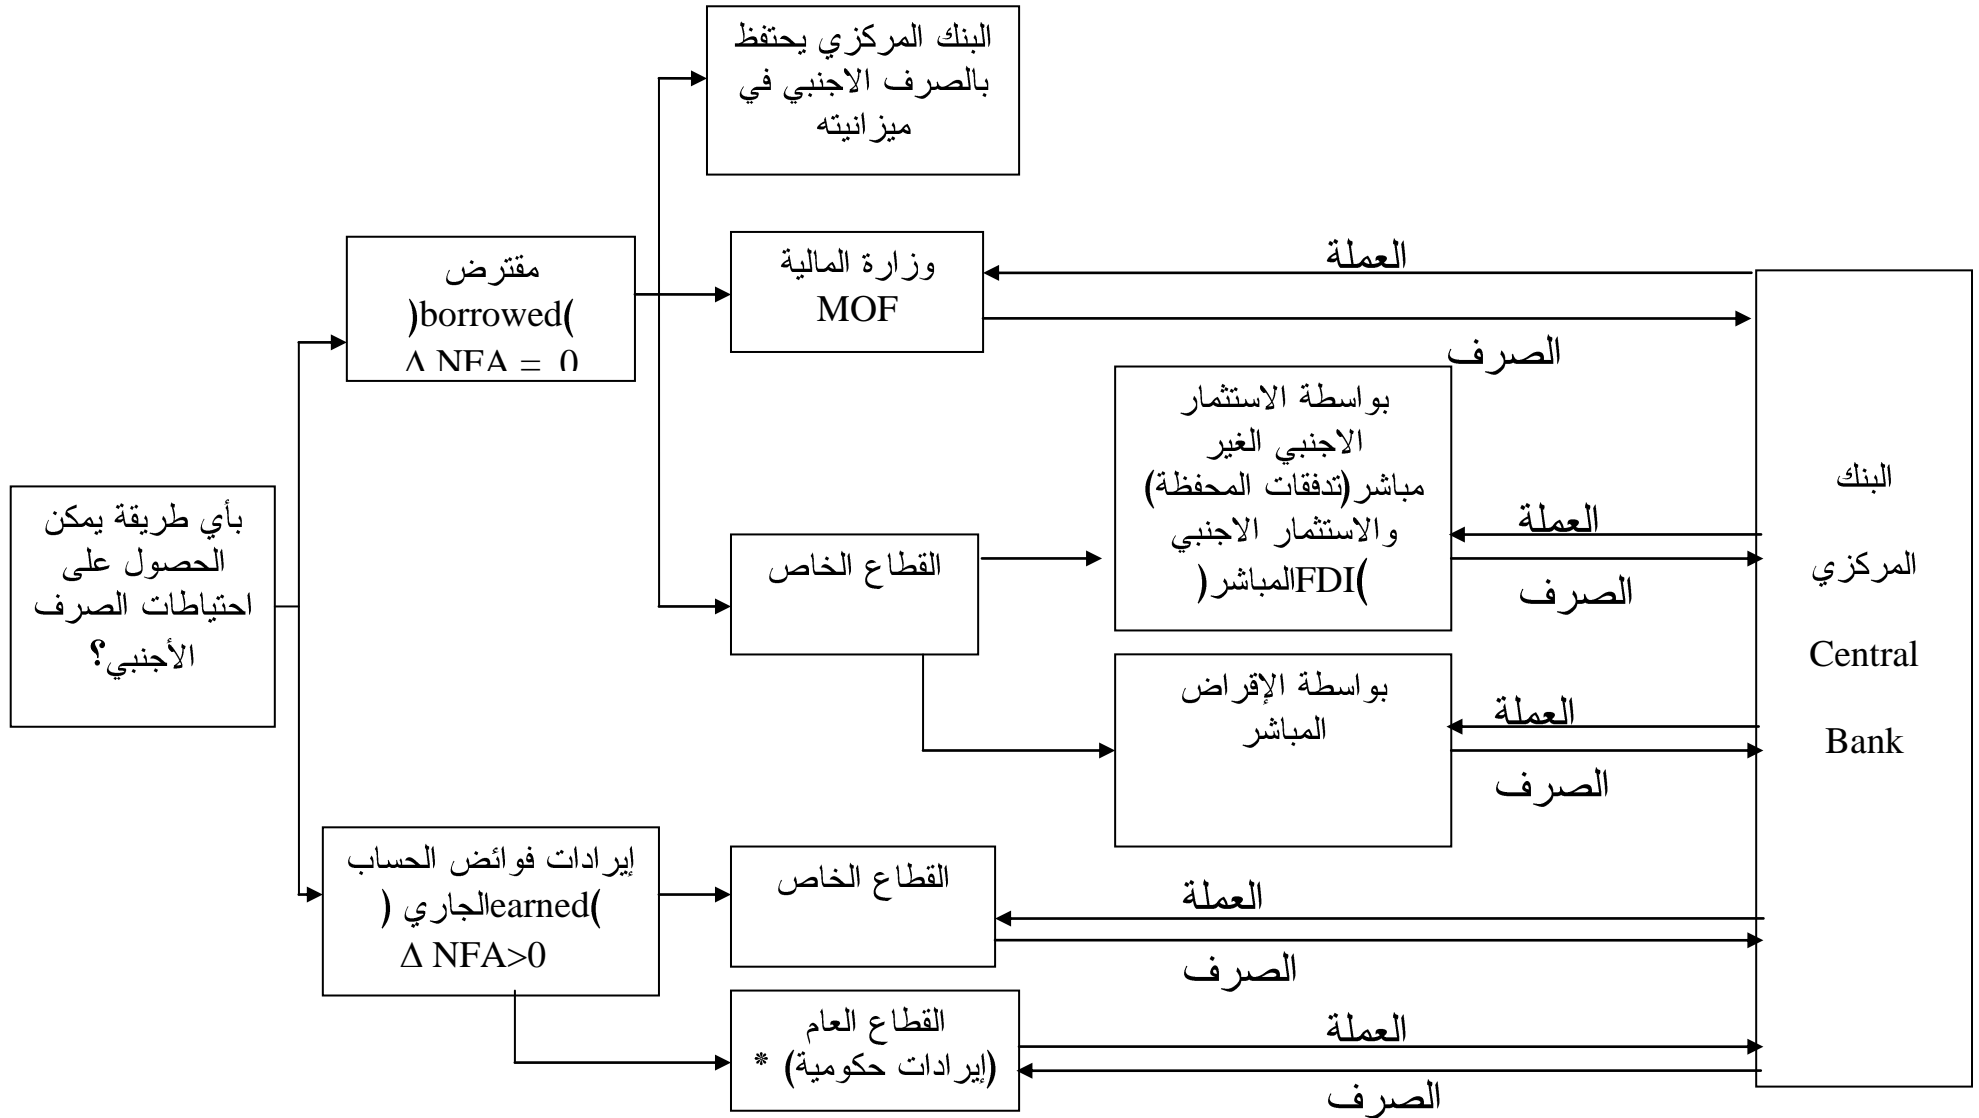 البنك المركزي يحتفظ
بالصرف الاجنبي في
ميزانيته
مقترض
)borrowed(
Δ NFA = 0
وزارة المالية
MOF
العملة
الصرف
بواسطة الاستثمار
الاجنبي الغير
مباشر(تدفقات المحفظة)
والاستثمار الاجنبي
)FDIالمباشر(
العملة
الصرف
البنك
المركزي
Central
Bank
بأي طريقة يمكن
الحصول على
احتياطات الصرف
الأجنبي؟
القطاع الخاص
بواسطة الإقراض
المباشر
العملة
الصرف
إيرادات فوائض الحساب
)earnedالجاري (
Δ NFA>0
القطاع الخاص
العملة
الصرف
القطاع العام
(إيرادات حكومية) *
العملة
الصرف